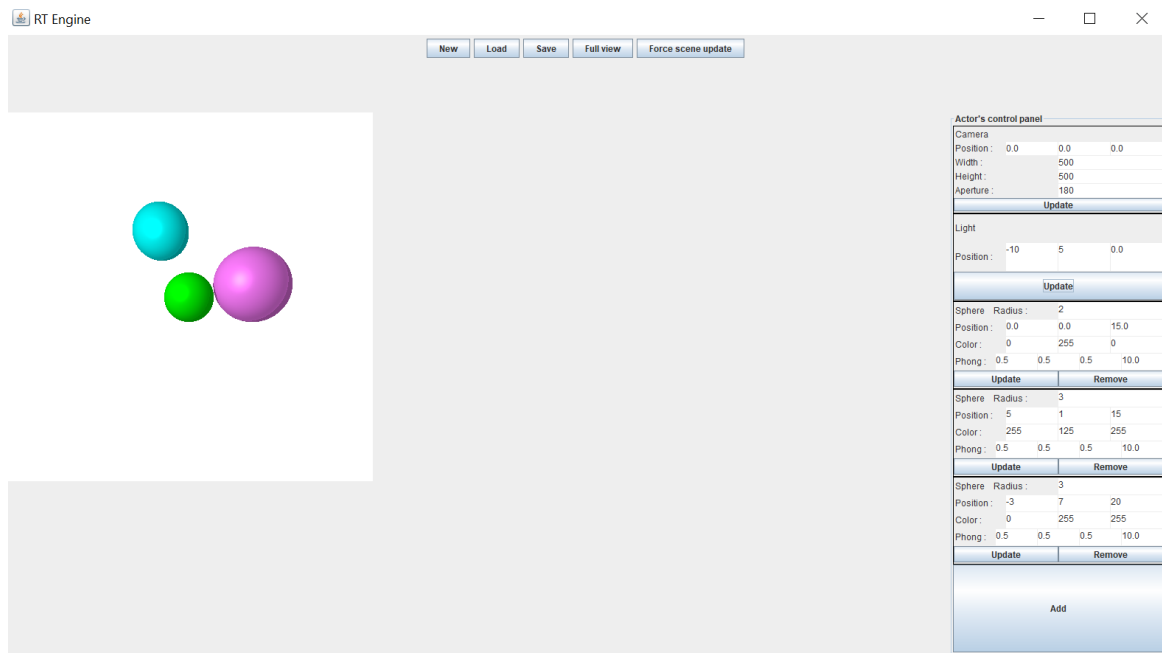 RT Engine
New Load Save Full view Force scene update
Actor's control panel
Camera
Position : 0.0 0.0 0.0
Width : 500
Height : 500
Aperture : 180
Update
Light
Position : -10 5 0.0
Update
Sphere Radius : 2
Position : 0.0 0.0 15.0
Color : 0 255 0
Phong : 0.5 0.5 0.5 10.0
Update Remove
Sphere Radius : 3
Position : 5 1 15
Color : 255 125 255
Phong : 0.5 0.5 0.5 10.0
Update Remove
Sphere Radius : 3
Position : -3 7 20
Color : 0 255 255
Phong : 0.5 0.5 0.5 10.0
Update Remove
Add